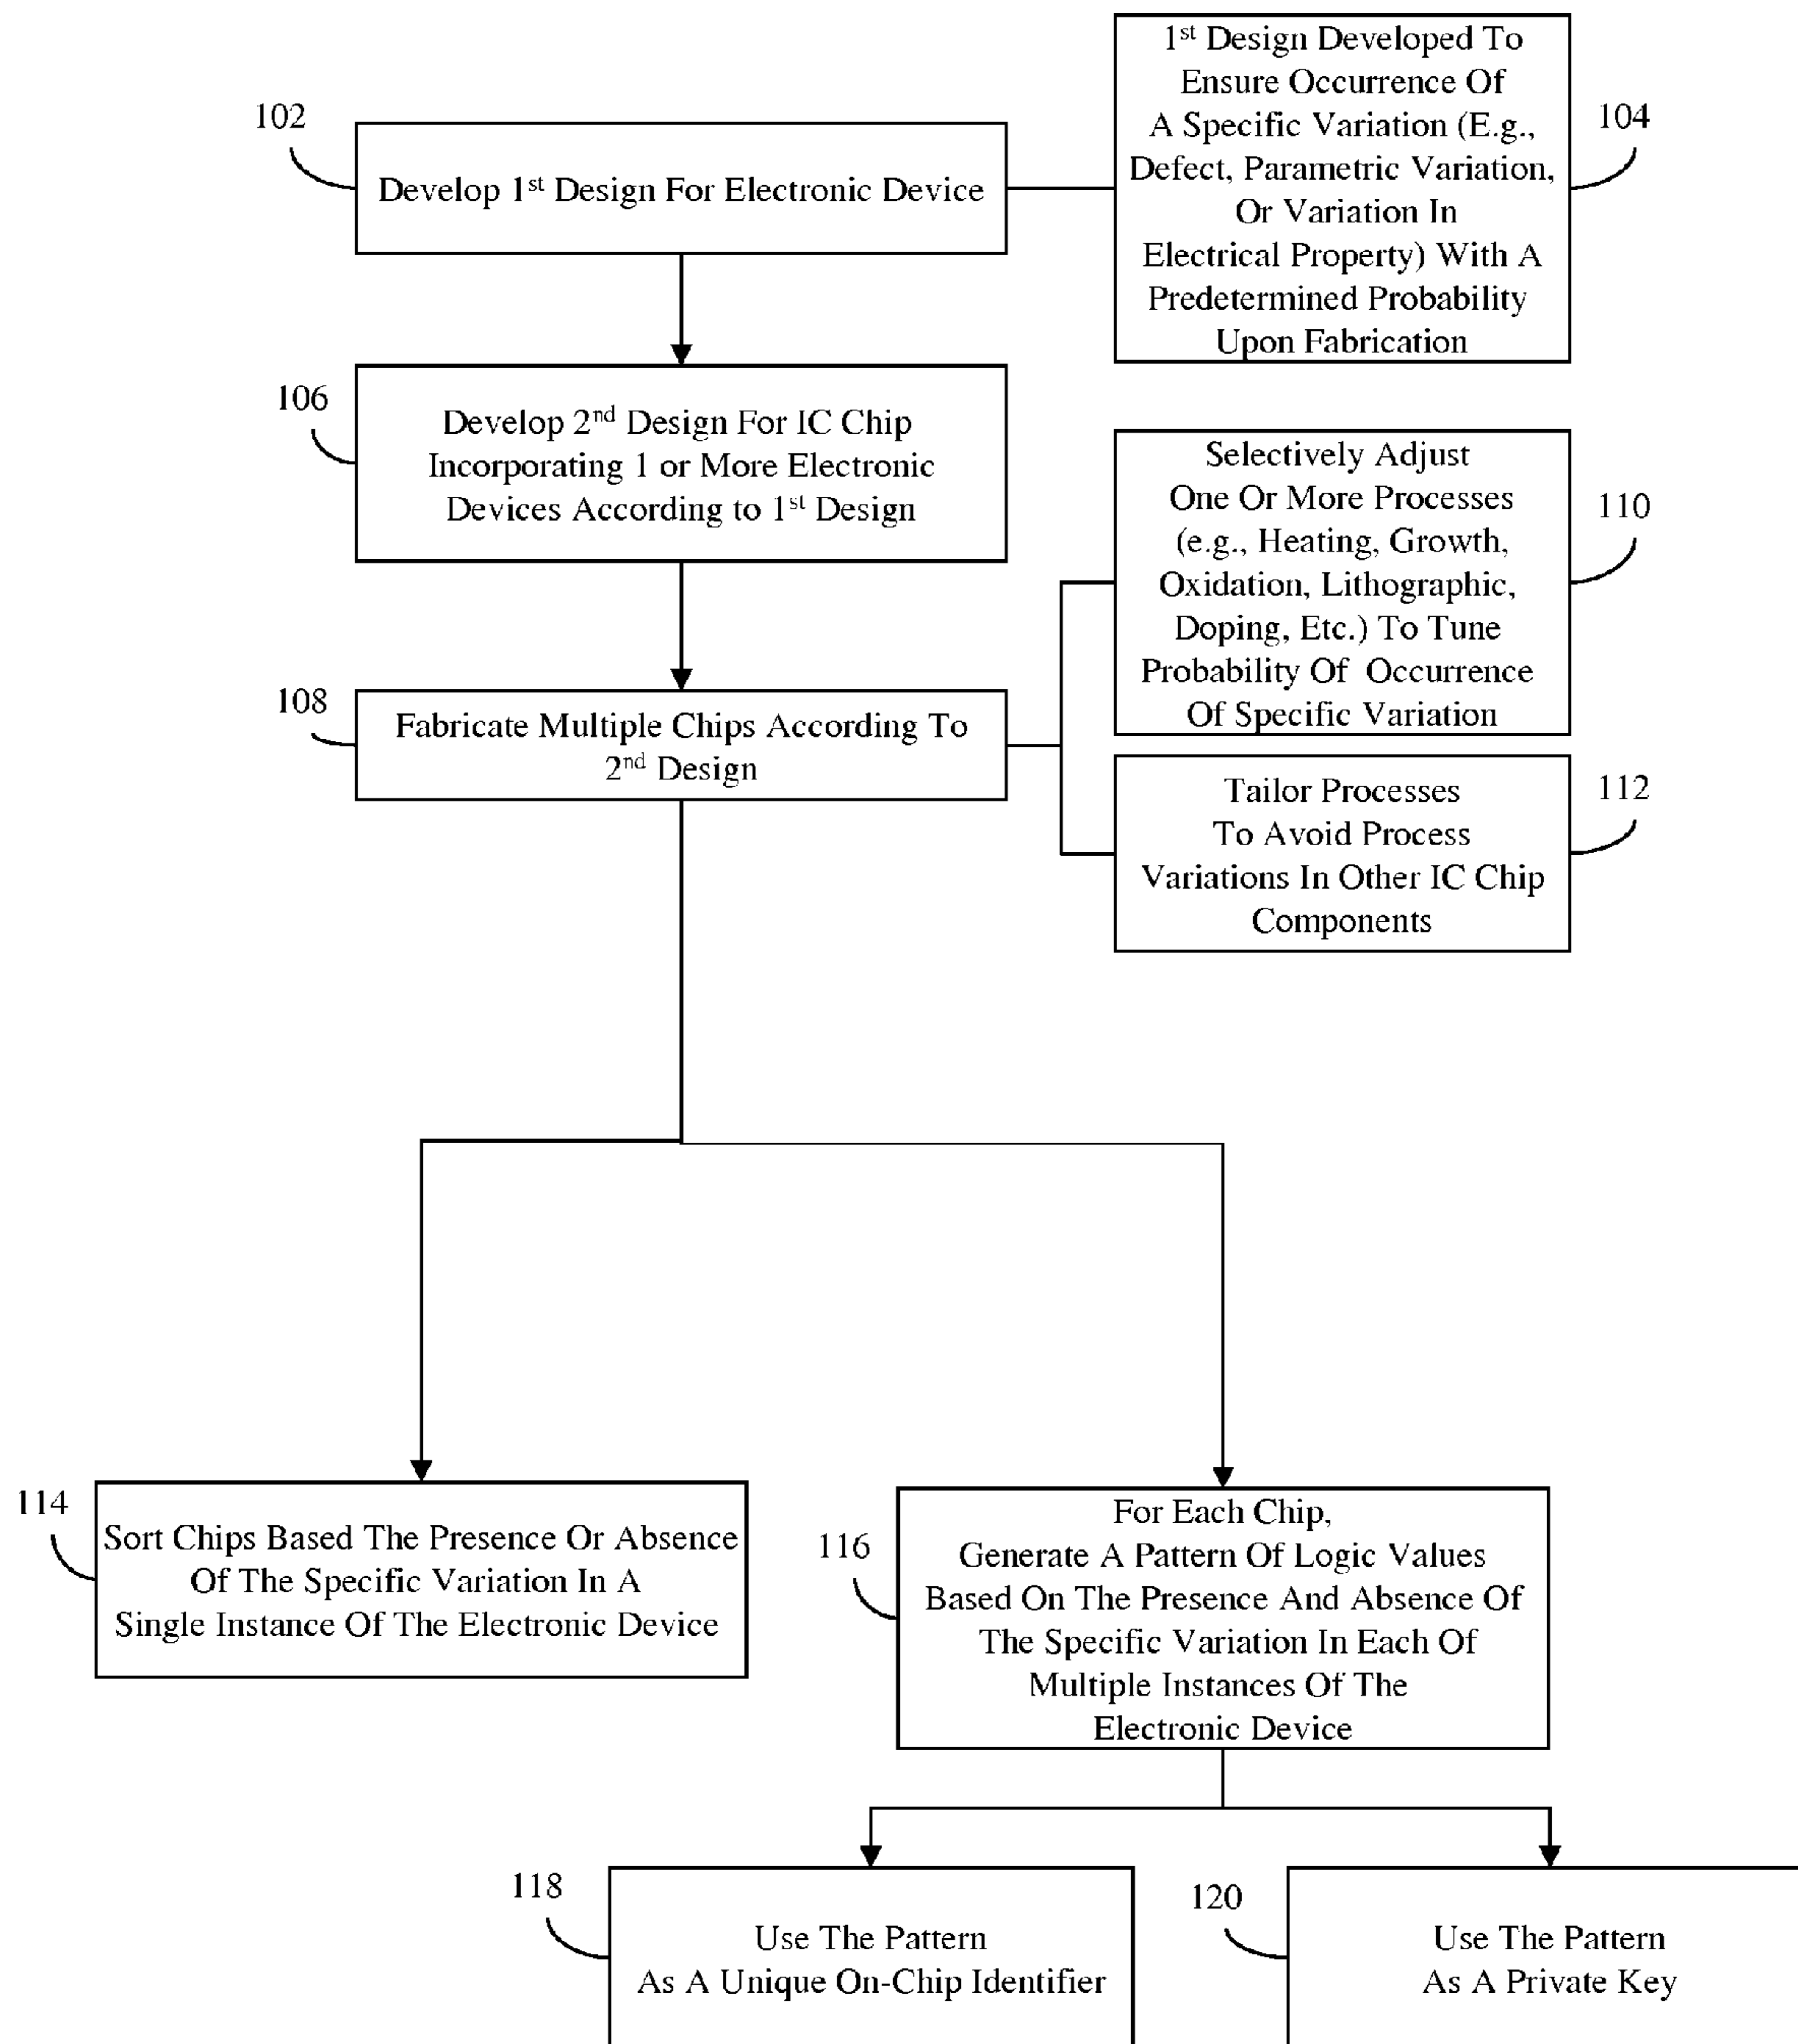 1st Design Developed To
Ensure Occurrence Of
A Specific Variation (E.g.,
Defect, Parametric Variation,
Or Variation In
Electrical Property) With A
Predetermined Probability
Upon Fabrication
104
102
Develop 1st Design For Electronic Device
106
Develop 2nd Design For IC Chip
Incorporating 1 or More Electronic
Devices According to 1st Design
Selectively Adjust
One Or More Processes
(e.g., Heating, Growth,
Oxidation, Lithographic,
Doping, Etc.) To Tune
Probability Of Occurrence
Of Specific Variation
110
108
Fabricate Multiple Chips According To
2nd Design
Tailor Processes
To Avoid Process
Variations In Other IC Chip
Components
112
114
Sort Chips Based The Presence Or Absence
Of The Specific Variation In A
Single Instance Of The Electronic Device
116
For Each Chip,
Generate A Pattern Of Logic Values
Based On The Presence And Absence Of
The Specific Variation In Each Of
Multiple Instances Of The
Electronic Device
118
Use The Pattern
As A Unique On-Chip Identifier
120
Use The Pattern
As A Private Key